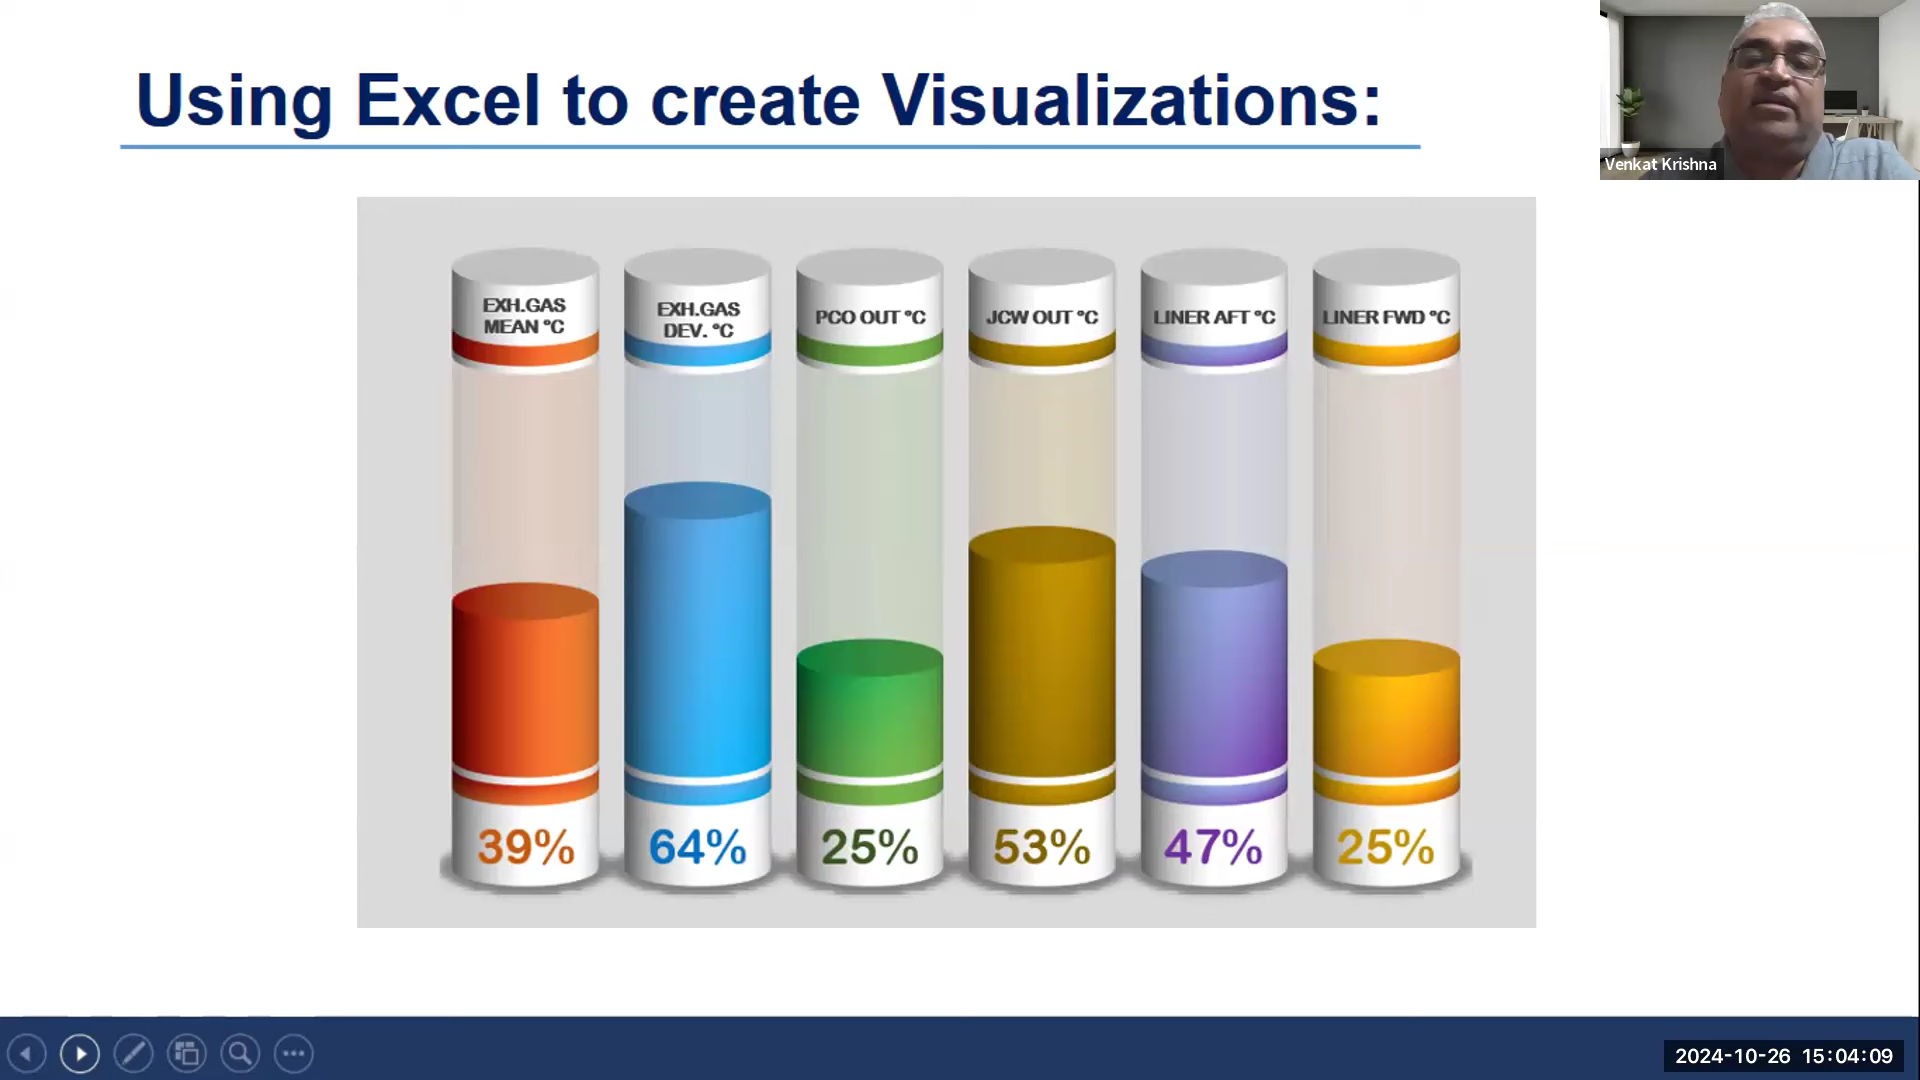 Using Excel to create Visualizations:
Venkat Krishna
EXH.GAS
MEAN °C
EXH.GAS
DEV. °C
PCO OUT °C
JCW OUT °C
LINER AFT °C
LINER FWD °C
39%
64%
25%
53%
47%
25%
2024-10-26 15:04:09